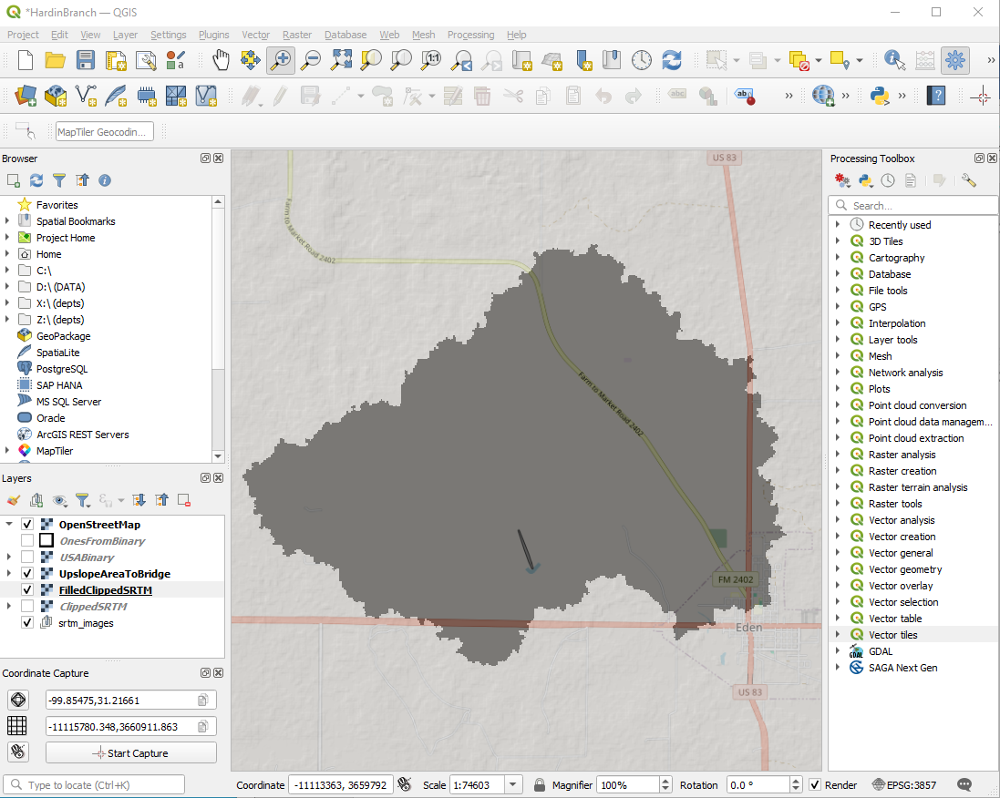 *HardinBranch — QGIS
Project Edit View Layer Settings Plugins Vector Raster Database Web Mesh Processing Help
1:1
abc
ab
?
MapTiler Geocodin...
Browser
Favorites
Spatial Bookmarks
Project Home
Home
C:\
D:\ (DATA)
X:\ (depts)
Z:\ (depts)
GeoPackage
SpatiaLite
PostgreSQL
SAP HANA
MS SQL Server
Oracle
ArcGIS REST Servers
MapTiler
Layers
OpenStreetMap
OnesFromBinary
USABinary
UpslopeAreaToBridge
FilledClippedSRTM
ClippedSRTM
srtm_images
Coordinate Capture
-99.85475,31.21661
-11115780.348,3660911.863
Start Capture
US 83
Farm to Market Road 2402
Farm to Market Road 2402
FM 2402
Eden
US 83
Processing Toolbox
Search...
Recently used
3D Tiles
Cartography
Database
File tools
GPS
Interpolation
Layer tools
Mesh
Network analysis
Plots
Point cloud conversion
Point cloud data managem...
Point cloud extraction
Raster analysis
Raster creation
Raster terrain analysis
Raster tools
Vector analysis
Vector creation
Vector general
Vector geometry
Vector overlay
Vector selection
Vector table
Vector tiles
GDAL
GDAL
SAGA Next Gen
Type to locate (Ctrl+K)
Coordinate -11113363, 3659792 Scale 1:74603 Magnifier 100% Rotation 0.0 ° Render EPSG:3857